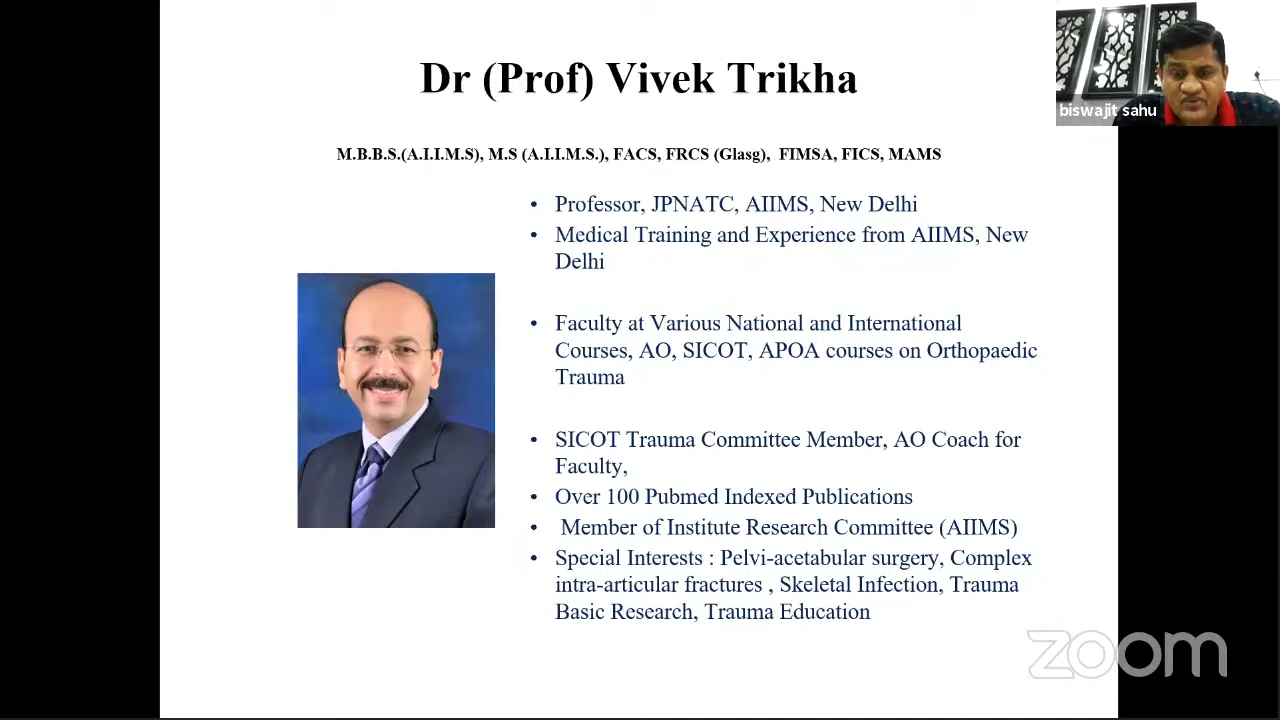 Dr (Prof) Vivek Trikha
biswajit sahu
M.B.B.S.(A.I.I.M.S), M.S (A.I.I.M.S.), FACS, FRCS (Glasg), FIMSA, FICS, MAMS
• Professor, JPNATC, AIIMS, New Delhi
• Medical Training and Experience from AIIMS, New
Delhi
• Faculty at Various National and International
Courses, AO, SICOT, APOA courses on Orthopaedic
Trauma
• SICOT Trauma Committee Member, AO Coach for
Faculty,
• Over 100 Pubmed Indexed Publications
• Member of Institute Research Committee (AIIMS)
• Special Interests : Pelvi-acetabular surgery, Complex
intra-articular fractures , Skeletal Infection, Trauma
Basic Research, Trauma Education
zoom